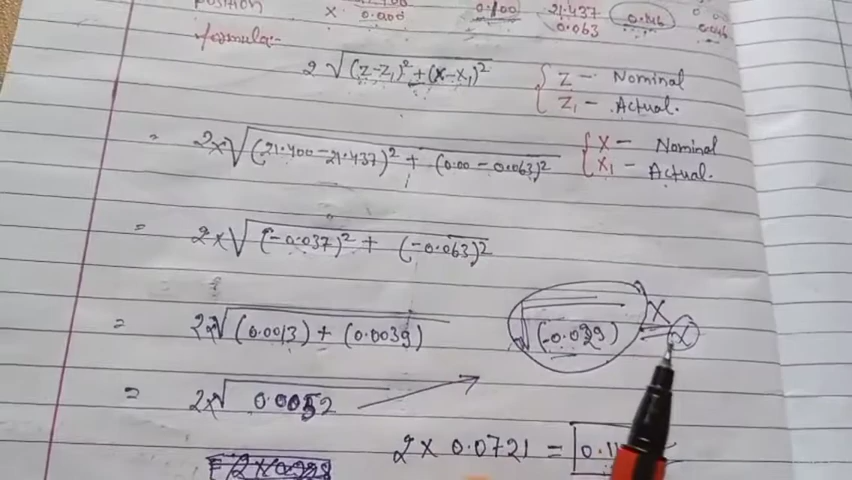 position X 0.000 0.100 21.437 0.063 0.146
formula:-
2 √(Z-Z₁)² + (X-X₁)² { Z - Nominal
Z₁ - Actual.
= 2x√(21.400-21.437)² + (0.00 - 0.063)² { X - Nominal
X₁ - Actual.
= 2x√(-0.037)² + (-0.063)²
= 2x√(0.0013) + (0.0039) √(-0.029) X
= 2x√0.0052
2 x 0.0721 =